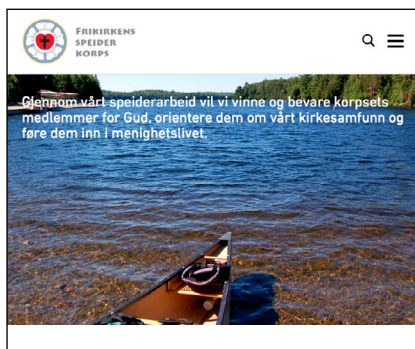 FRIKIRKENS
SPEIDER
KORPS
Gjennom vårt speiderarbeid vil vi vinne og bevare korpsets
medlemmer for Gud, orientere dem om vårt kirkesamfunn og
føre dem inn i menighetslivet.